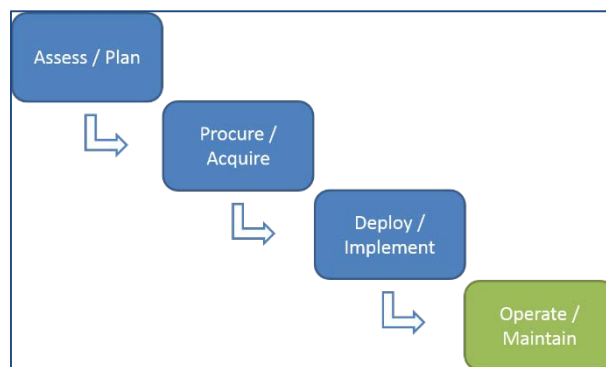 Assess / Plan
Procure /
Acquire
Deploy /
Implement
Operate /
Maintain